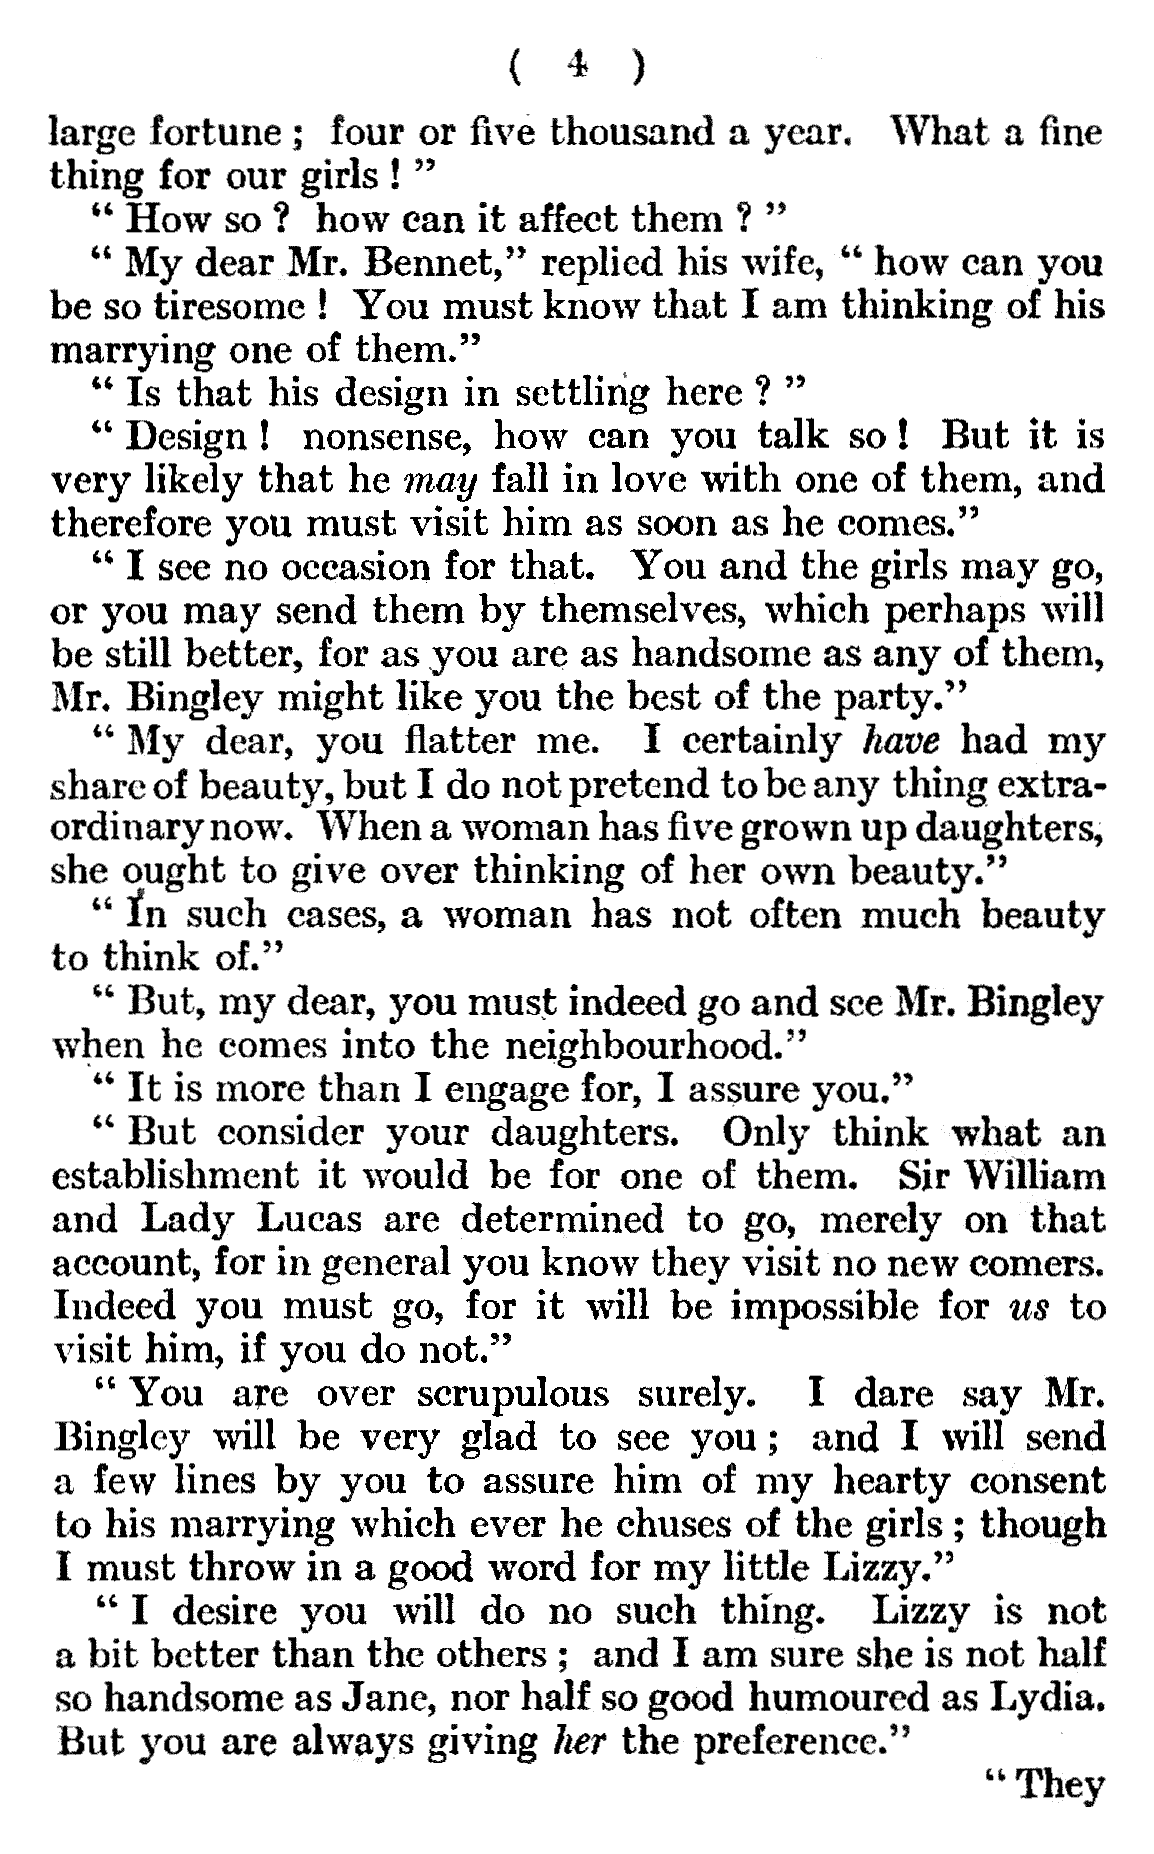 ( 4 )
large fortune ; four or five thousand a year. What a fine
thing for our girls ! ”
“ How so ? how can it affect them ? ”
“ My dear Mr. Bennet,” replied his wife, “ how can you
be so tiresome ! You must know that I am thinking of his
marrying one of them.”
“ Is that his design in settling here ? ”
“ Design ! nonsense, how can you talk so ! But it is
very likely that he may fall in love with one of them, and
therefore you must visit him as soon as he comes.”
“ I see no occasion for that. You and the girls may go,
or you may send them by themselves, which perhaps will
be still better, for as you are as handsome as any of them,
Mr. Bingley might like you the best of the party.”
“ My dear, you flatter me. I certainly have had my
share of beauty, but I do not pretend to be any thing extra-
ordinary now. When a woman has five grown up daughters,
she ought to give over thinking of her own beauty.”
“ In such cases, a woman has not often much beauty
to think of.”
“ But, my dear, you must indeed go and see Mr. Bingley
when he comes into the neighbourhood.”
“ It is more than I engage for, I assure you.”
“ But consider your daughters. Only think what an
establishment it would be for one of them. Sir William
and Lady Lucas are determined to go, merely on that
account, for in general you know they visit no new comers.
Indeed you must go, for it will be impossible for us to
visit him, if you do not.”
“ You are over scrupulous surely. I dare say Mr.
Bingley will be very glad to see you ; and I will send
a few lines by you to assure him of my hearty consent
to his marrying which ever he chuses of the girls ; though
I must throw in a good word for my little Lizzy.”
“ I desire you will do no such thing. Lizzy is not
a bit better than the others ; and I am sure she is not half
so handsome as Jane, nor half so good humoured as Lydia.
But you are always giving her the preference.”
“ They